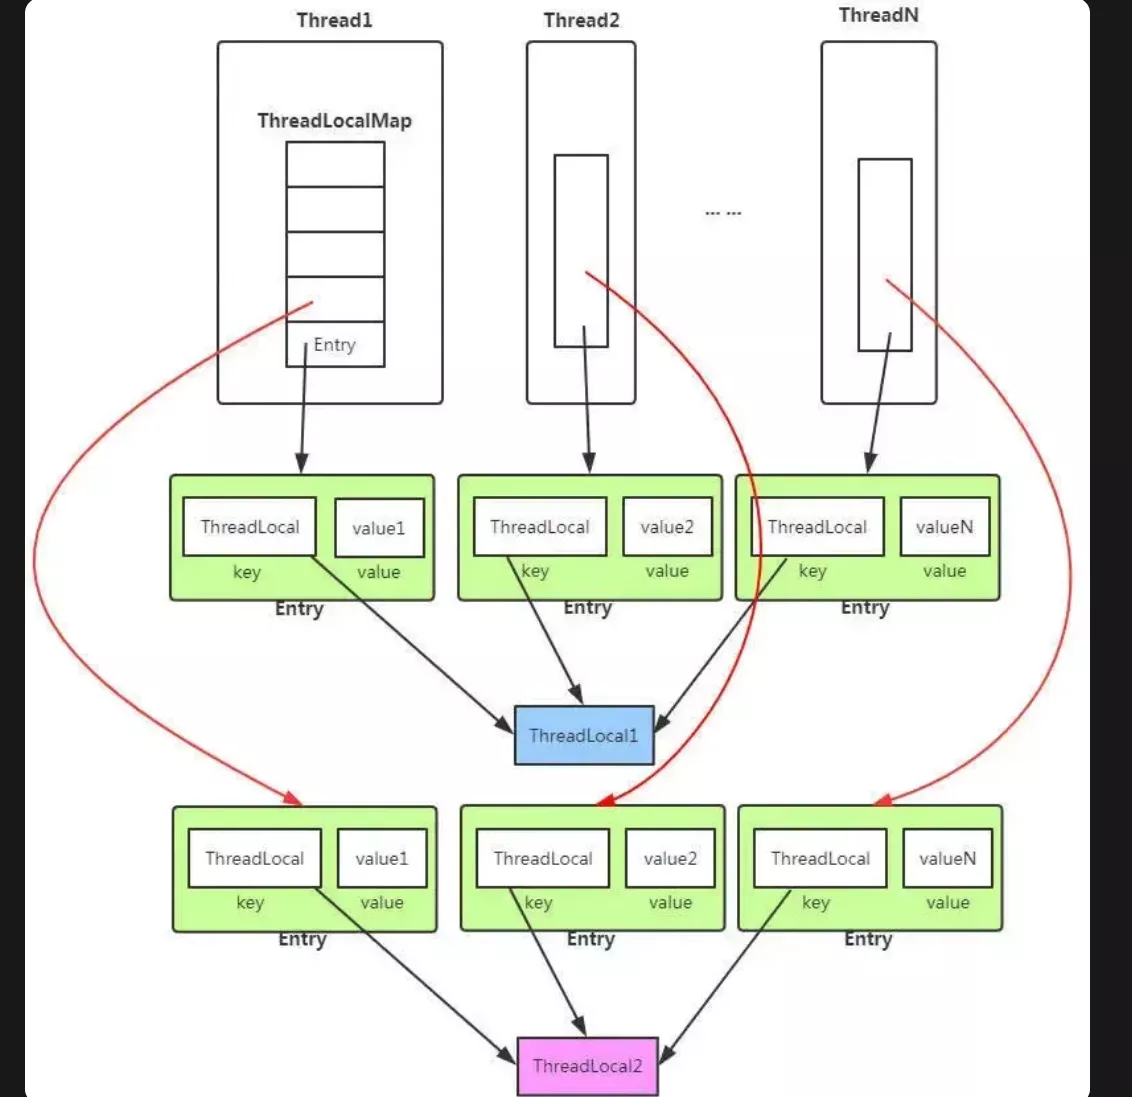 Thread1
Thread2
ThreadN
ThreadLocalMap
... ...
Entry
ThreadLocal
value1
key
value
Entry
ThreadLocal
value2
key
value
Entry
ThreadLocal
valueN
key
value
Entry
ThreadLocal1
ThreadLocal
value1
key
value
Entry
ThreadLocal
value2
key
value
Entry
ThreadLocal
valueN
key
value
Entry
ThreadLocal2